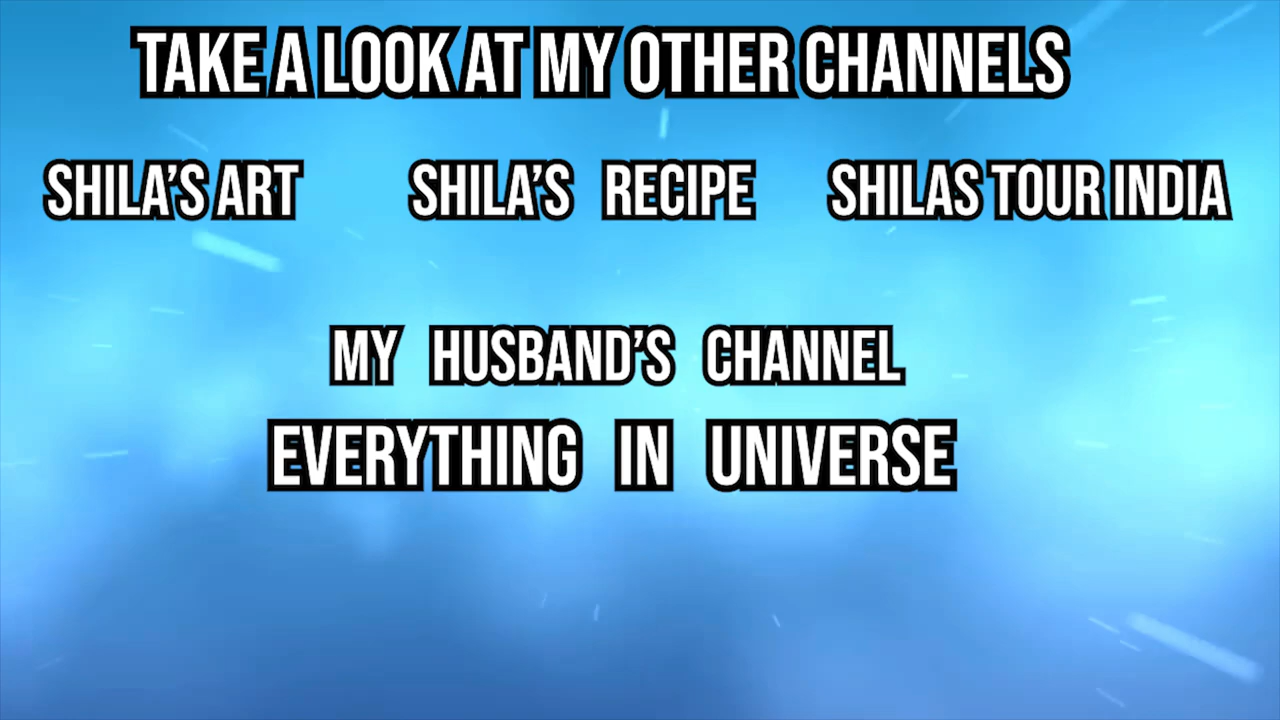 TAKE A LOOK AT MY OTHER CHANNELS
SHILA'S ART SHILA'S RECIPE SHILAS TOUR INDIA
MY HUSBAND'S CHANNEL
EVERYTHING IN UNIVERSE